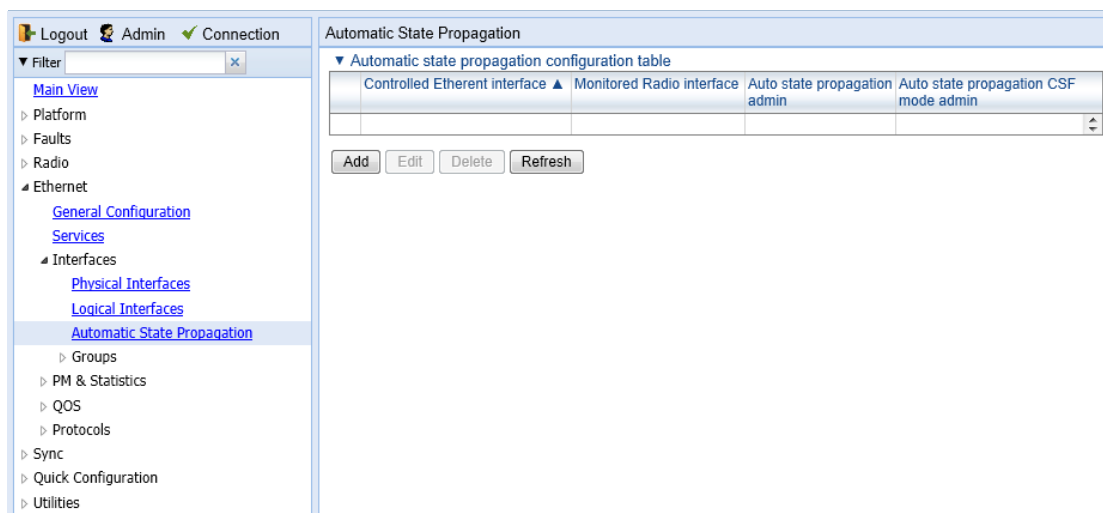 Logout Admin Connection
Filter
Main View
Platform
Faults
Radio
Ethernet
General Configuration
Services
Interfaces
Physical Interfaces
Logical Interfaces
Automatic State Propagation
Groups
PM & Statistics
QOS
Protocols
Sync
Quick Configuration
Utilities
Automatic State Propagation
Automatic state propagation configuration table
Controlled Etherent interface ▲ Monitored Radio interface Auto state propagation admin Auto state propagation CSF mode admin
Add Edit Delete Refresh